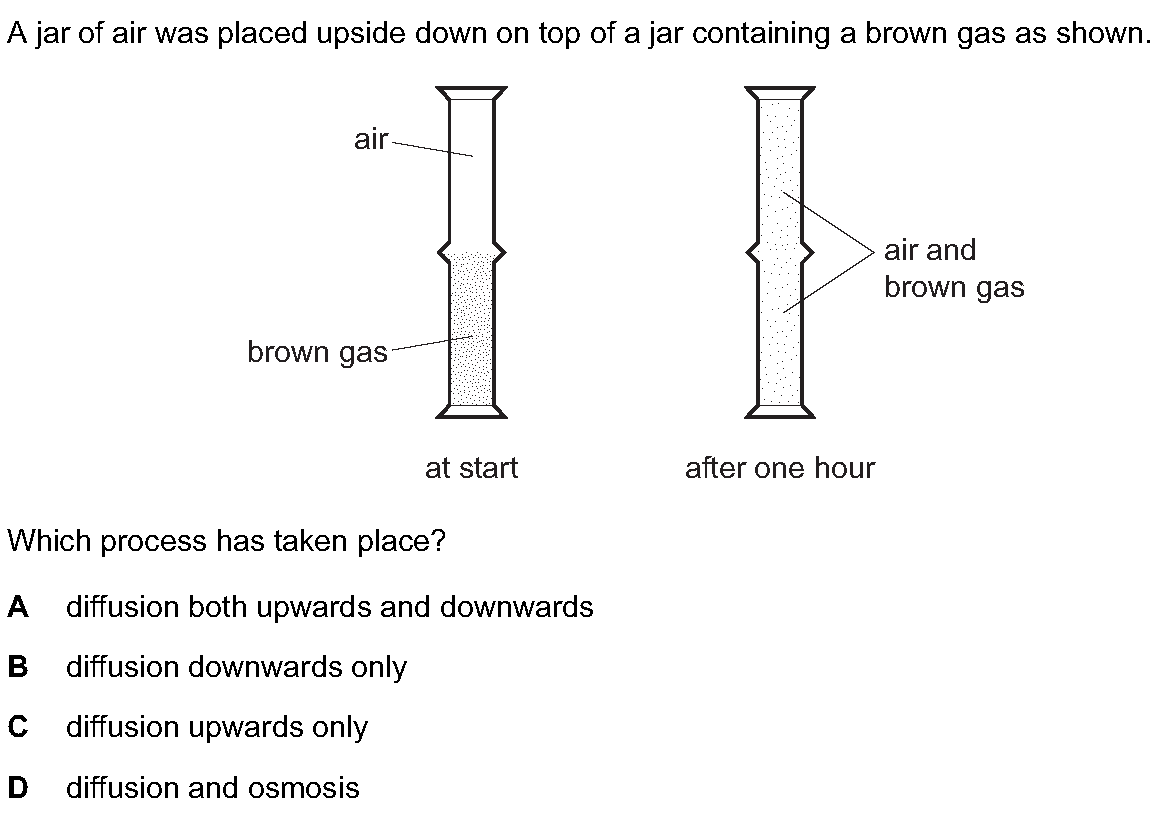 A jar of air was placed upside down on top of a jar containing a brown gas as shown.
air
air and
brown gas
brown gas
at start
after one hour
Which process has taken place?
A diffusion both upwards and downwards
B diffusion downwards only
C diffusion upwards only
D diffusion and osmosis